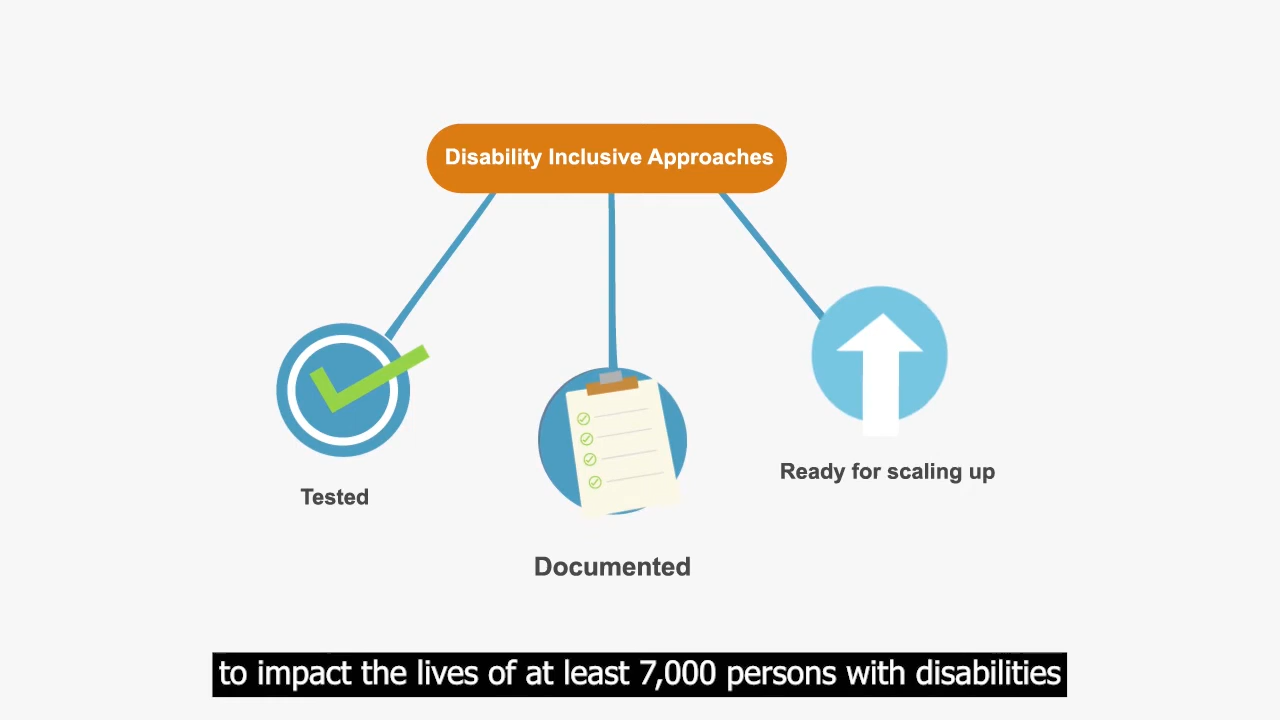 Disability Inclusive Approaches
Tested
Documented
Ready for scaling up
to impact the lives of at least 7,000 persons with disabilities